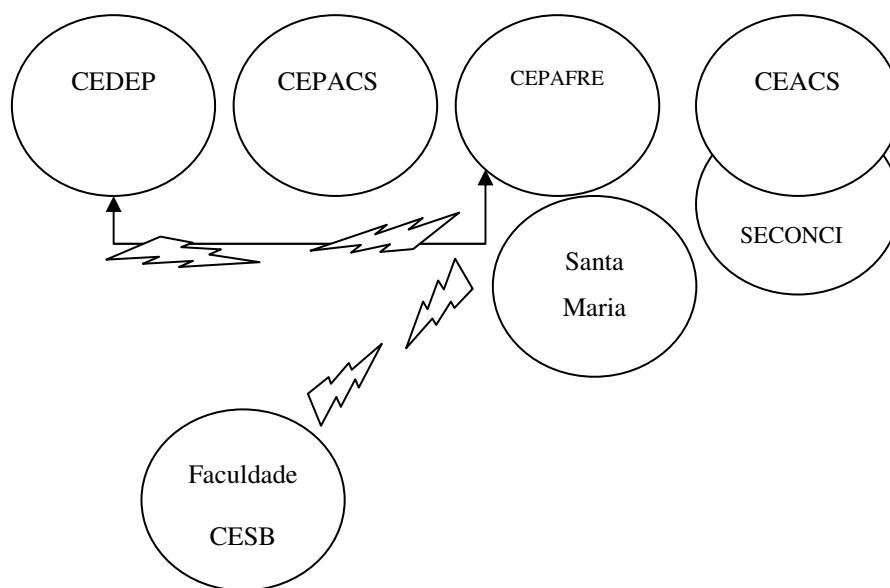 CEDEP
CEPACS
CEPAFRE
CEACS
SECONCI
Santa
Maria
Faculdade
CESB